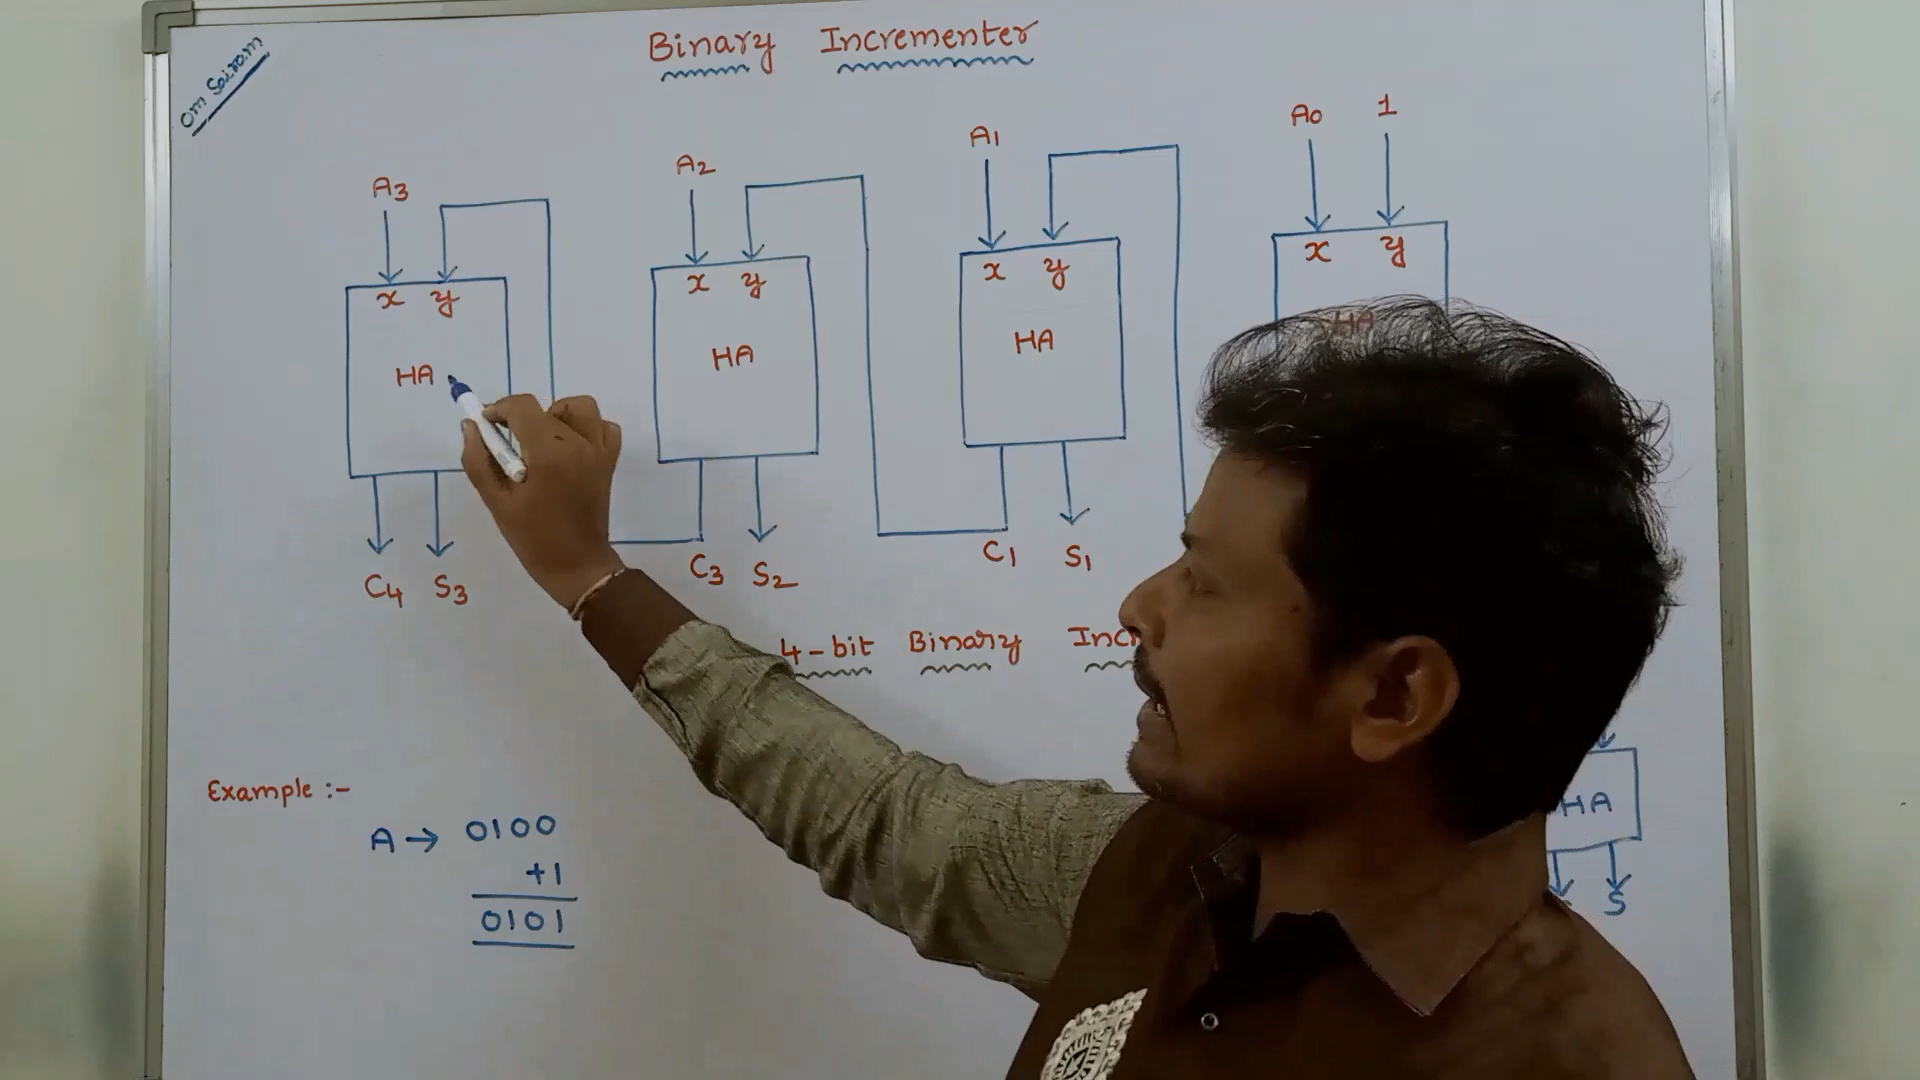 Om Sairam
Binary Incrementer
A3 A2 A1 A0 1
x y x y x y x y
HA HA HA HA
C4 S3 C3 S2 C1 S1
4-bit Binary
Example :-
A → 0100
+1
0101
HA
S